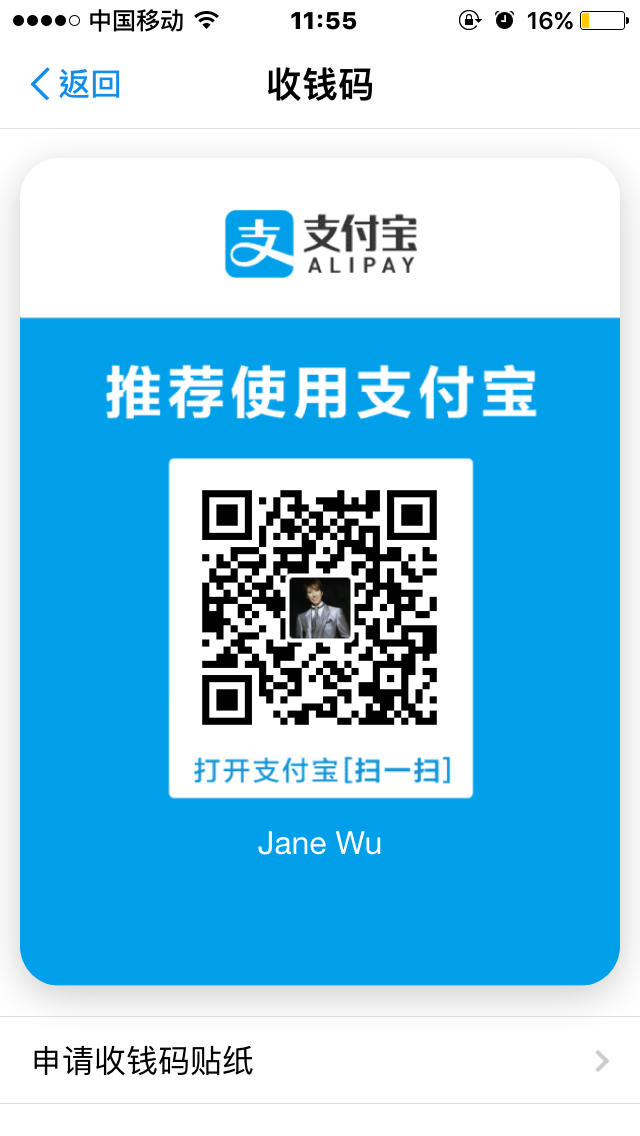 中国移动 11:55 16%
返回 收钱码
支 支付宝
ALIPAY
推荐使用支付宝
打开支付宝[扫一扫]
Jane Wu
申请收钱码贴纸